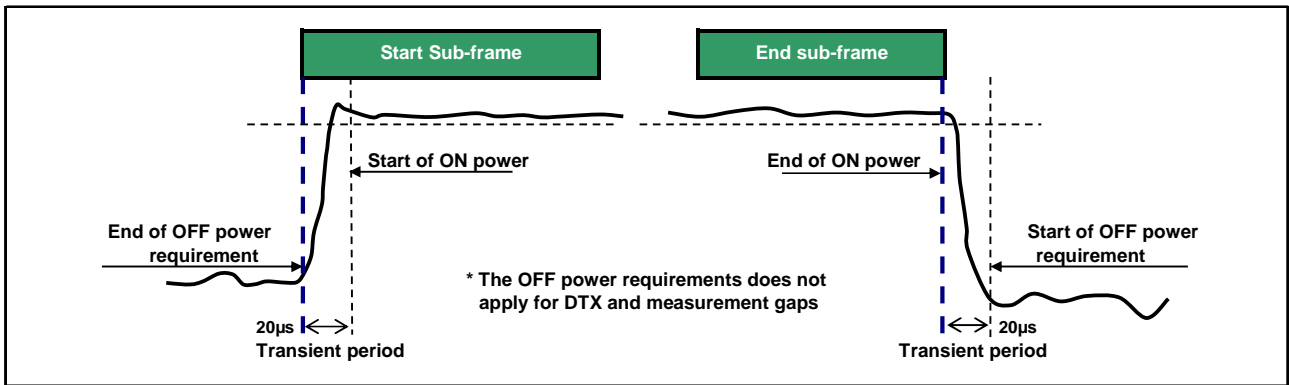 Start Sub-frame
End sub-frame
Start of ON power
End of ON power
End of OFF power
requirement
Start of OFF power
requirement
* The OFF power requirements does not
apply for DTX and measurement gaps
20µs
Transient period
20µs
Transient period